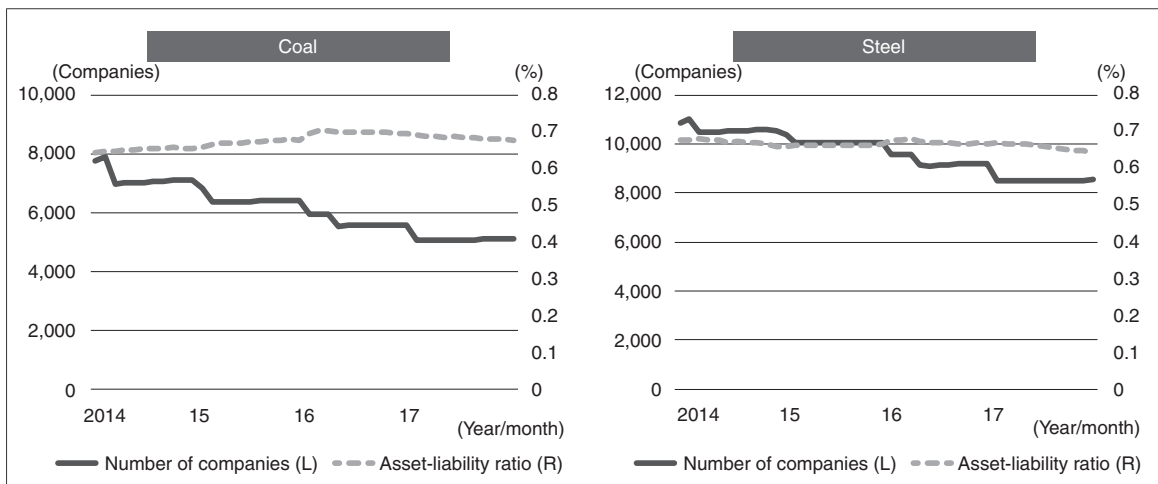 Coal
(Companies) (%)
10,000 0.8
0.7
8,000
0.6
6,000 0.5
0.4
4,000
0.3
2,000 0.2
0.1
0 0
2014 15 16 17
(Year/month)
Number of companies (L) Asset-liability ratio (R)
Steel
(Companies) (%)
12,000 0.8
10,000 0.7
0.6
8,000
0.5
6,000 0.4
4,000 0.3
0.2
2,000
0.1
0 0
2014 15 16 17
(Year/month)
Number of companies (L) Asset-liability ratio (R)